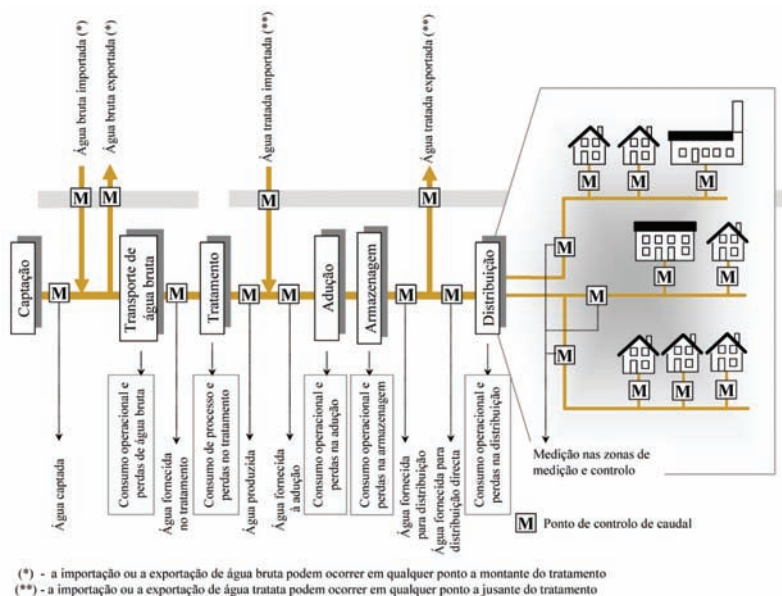 Água bruta importada (*)
Água bruta exportada (*)
Água tratada importada (**)
Água tratada exportada (**)
M
M
M
M
M
M
M
M
M
M
M
M
Captação
M
Transporte de
água bruta
M
Tratamento
M
M
Adução
Armazenagem
M
M
Distribuição
M
M
M
M
M
Água captada
Consumo operacional e
perdas de água bruta
Água fornecida
no tratamento
Consumo de processo e
perdas no tratamento
Água produzida
Água fornecida
à adução
Consumo operacional e
perdas na adução
Consumo operacional e
perdas na armazenagem
Água fornecida
para distribuição
Água fornecida para
distribuição directa
Consumo operacional e
perdas na distribuição
Medição nas zonas de
medição e controlo
M Ponto de controlo de caudal
(*) - a importação ou a exportação de água bruta podem ocorrer em qualquer ponto a montante do tratamento
(**) - a importação ou a exportação de água tratata podem ocorrer em qualquer ponto a jusante do tratamento